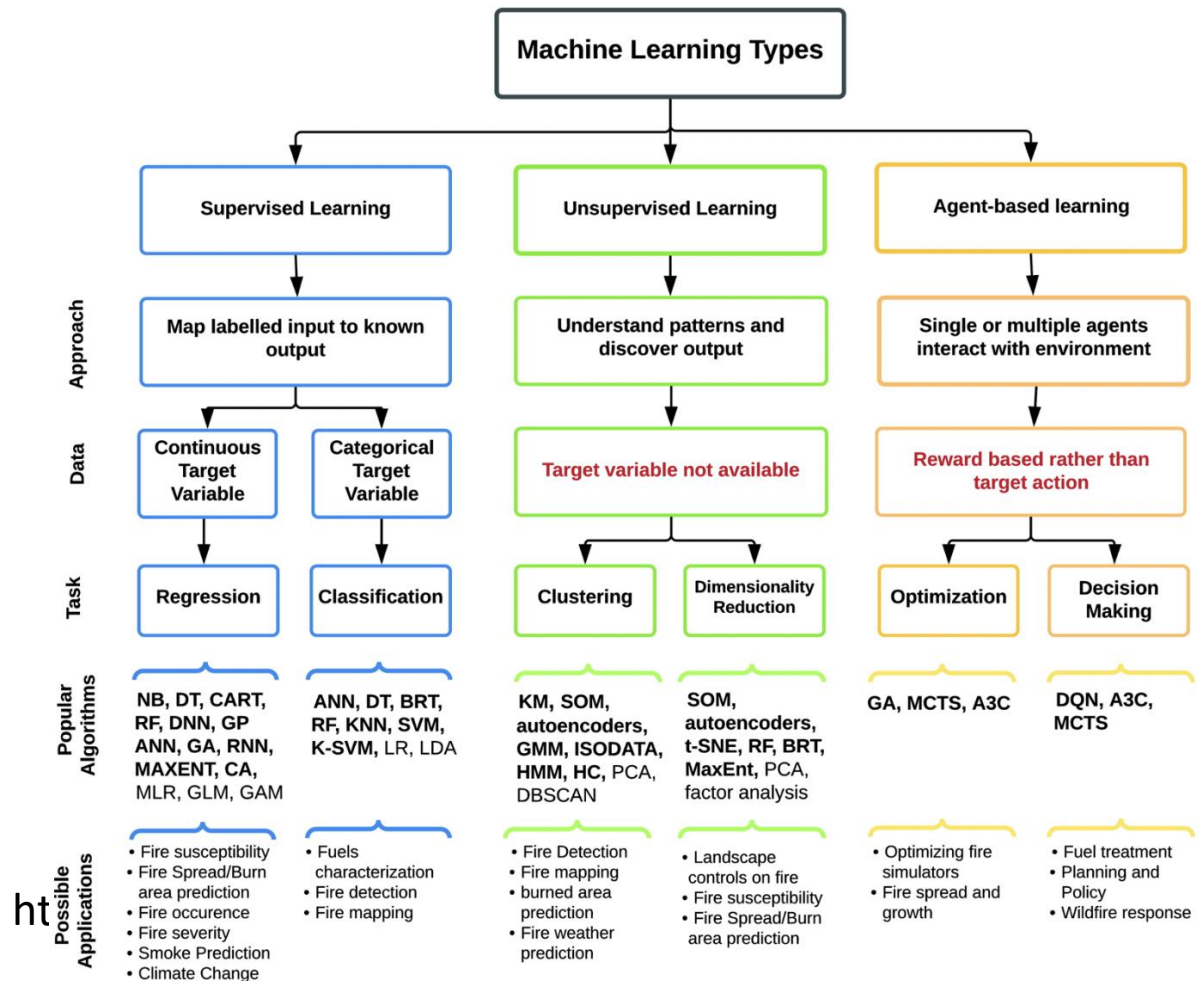 Machine Learning Types
Supervised Learning
Unsupervised Learning
Agent-based learning
Approach
Map labelled input to known
output
Understand patterns and
discover output
Single or multiple agents
interact with environment
Data
Continuous
Target
Variable
Categorical
Target
Variable
Target variable not available
Reward based rather than
target action
Task
Regression
Classification
Clustering
Dimensionality
Reduction
Optimization
Decision
Making
Popular
Algorithms
NB, DT, CART,
RF, DNN, GP
ANN, GA, RNN,
MAXENT, CA,
MLR, GLM, GAM
ANN, DT, BRT,
RF, KNN, SVM,
K-SVM, LR, LDA
KM, SOM,
autoencoders,
GMM, ISODATA,
HMM, HC, PCA,
DBSCAN
SOM,
autoencoders,
t-SNE, RF, BRT,
MaxEnt, PCA,
factor analysis
GA, MCTS, A3C
DQN, A3C,
MCTS
ht
Possible
Applications
• Fire susceptibility
• Fire Spread/Burn
area prediction
• Fire occurence
• Fire severity
• Smoke Prediction
• Climate Change
• Fuels
characterization
• Fire detection
• Fire mapping
• Fire Detection
• Fire mapping
• burned area
prediction
• Fire weather
prediction
• Landscape
controls on fire
• Fire susceptibility
• Fire Spread/Burn
area prediction
• Optimizing fire
simulators
• Fire spread and
growth
• Fuel treatment
• Planning and
Policy
• Wildfire response